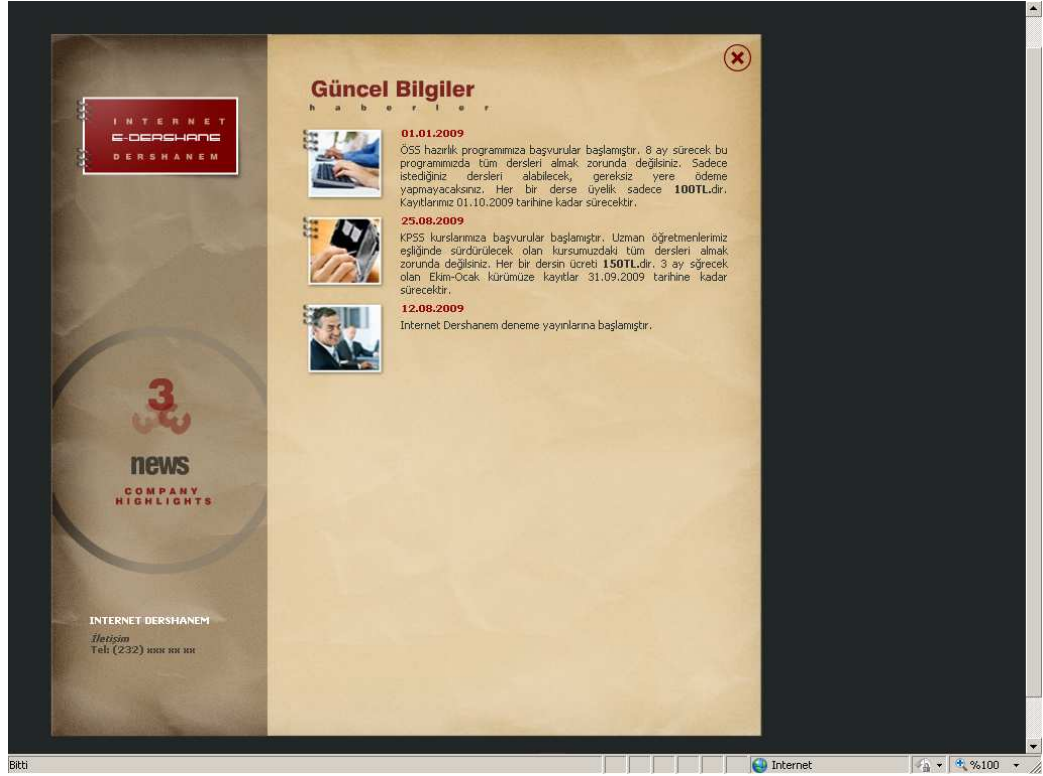 INTERNET
E-DERSHANE
DERSHANEM
Güncel Bilgiler
haberler
01.01.2009
ÖSS hazırlık programımıza başvurular başlamıştır. 8 ay sürecek bu
programımızda tüm dersleri almak zorunda değilsiniz. Sadece
istediğiniz dersleri alabilecek, gereksiz yere ödeme
yapmayacaksınız. Her bir derse üyelik sadece 100TL.dir.
Kayıtlarımız 01.10.2009 tarihine kadar sürecektir.
25.08.2009
KPSS kurslarımıza başvurular başlamıştır. Uzman öğretmenlerimiz
eşliğinde sürdürülecek olan kursumuzdaki tüm dersleri almak
zorunda değilsiniz. Her bir dersin ücreti 150TL.dir. 3 ay sğrecek
olan Ekim-Ocak kürümüze kayıtlar 31.09.2009 tarihine kadar
sürecektir.
12.08.2009
Internet Dershanem deneme yayınlarına başlamıştır.
3
news
COMPANY
HIGHLIGHTS
INTERNET DERSHANEM
İletişim
Tel: (232) xxx xx xx
Bitti
Internet
%100